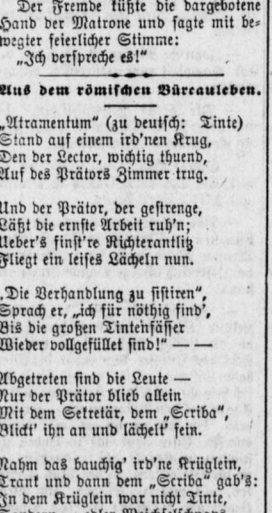 Der Fremde küßte die dargebotene
Hand der Matrone und sagte mit be-
wegter feierlicher Stimme:
„Ich verspreche es!“
Aus dem römischen Büreauleben.
„Atramentum“ (zu deutsch: Tinte)
Stand auf einem ird'nen Krug,
Den der Lector, wichtig thuend,
Auf des Prätors Zimmer trug.
Und der Prätor, der gestrenge,
Läßt die ernste Arbeit ruh'n;
Ueber's finst're Richterantlitz
Fliegt ein leises Lächeln nun.
„Die Verhandlung zu sistiren“,
Sprach er, „ich für nöthig find',
Bis die großen Tintenfässer
Wieder vollgefüllet sind!“ — —
Abgetreten sind die Leute —
Nur der Prätor blieb allein
Mit dem Sekretär, dem „Scriba“,
Blickt' ihn an und lächelt' fein.
Nahm das bauchig' ird'ne Krüglein,
Trank und dann dem „Scriba“ gab's:
In dem Krüglein war nicht Tinte,